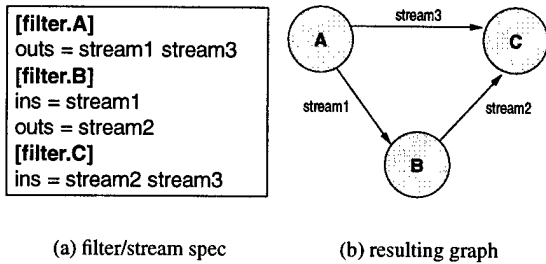 [filter.A]
outs = stream1 stream3
[filter.B]
ins = stream1
outs = stream2
[filter.C]
ins = stream2 stream3
(a) filter/stream spec
A
stream3
C
stream1
stream2
B
(b) resulting graph